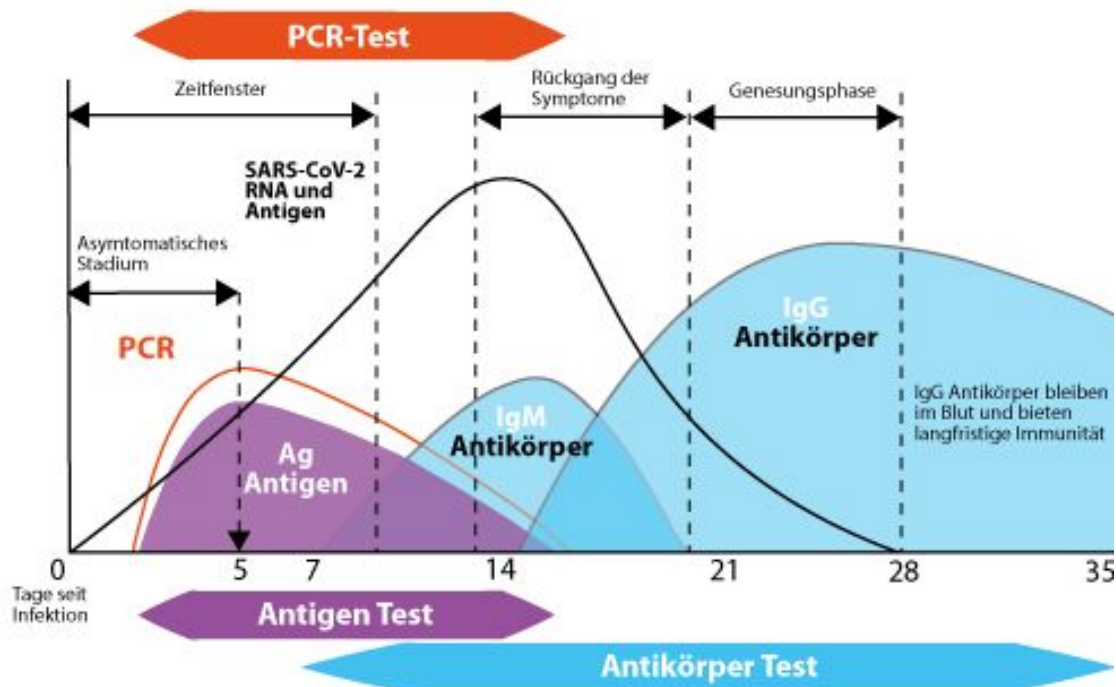 PCR-Test
Zeitfenster
Rückgang der
Symptome
Genesungsphase
SARS-CoV-2
RNA und
Antigen
Asymtomatisches
Stadium
PCR
IgG
Antikörper
IgM
Antikörper
Ag
Antigen
IgG Antikörper bleiben
im Blut und bieten
langfristige Immunität
0 5 7 14 21 28 35
Tage seit
Infektion
Antigen Test
Antikörper Test